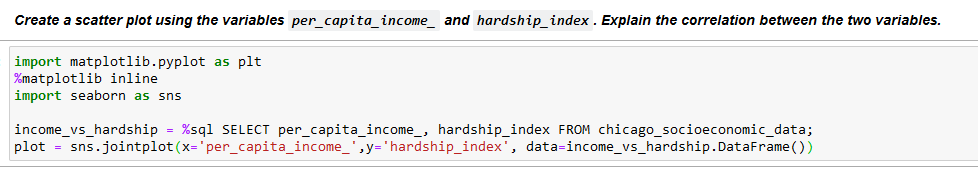 Create a scatter plot using the variables per_capita_income_ and hardship_index. Explain the correlation between the two variables.
import matplotlib.pyplot as plt
%matplotlib inline
import seaborn as sns
income_vs_hardship = %sql SELECT per_capita_income_, hardship_index FROM chicago_socioeconomic_data;
plot = sns.jointplot(x='per_capita_income_',y='hardship_index', data=income_vs_hardship.DataFrame())